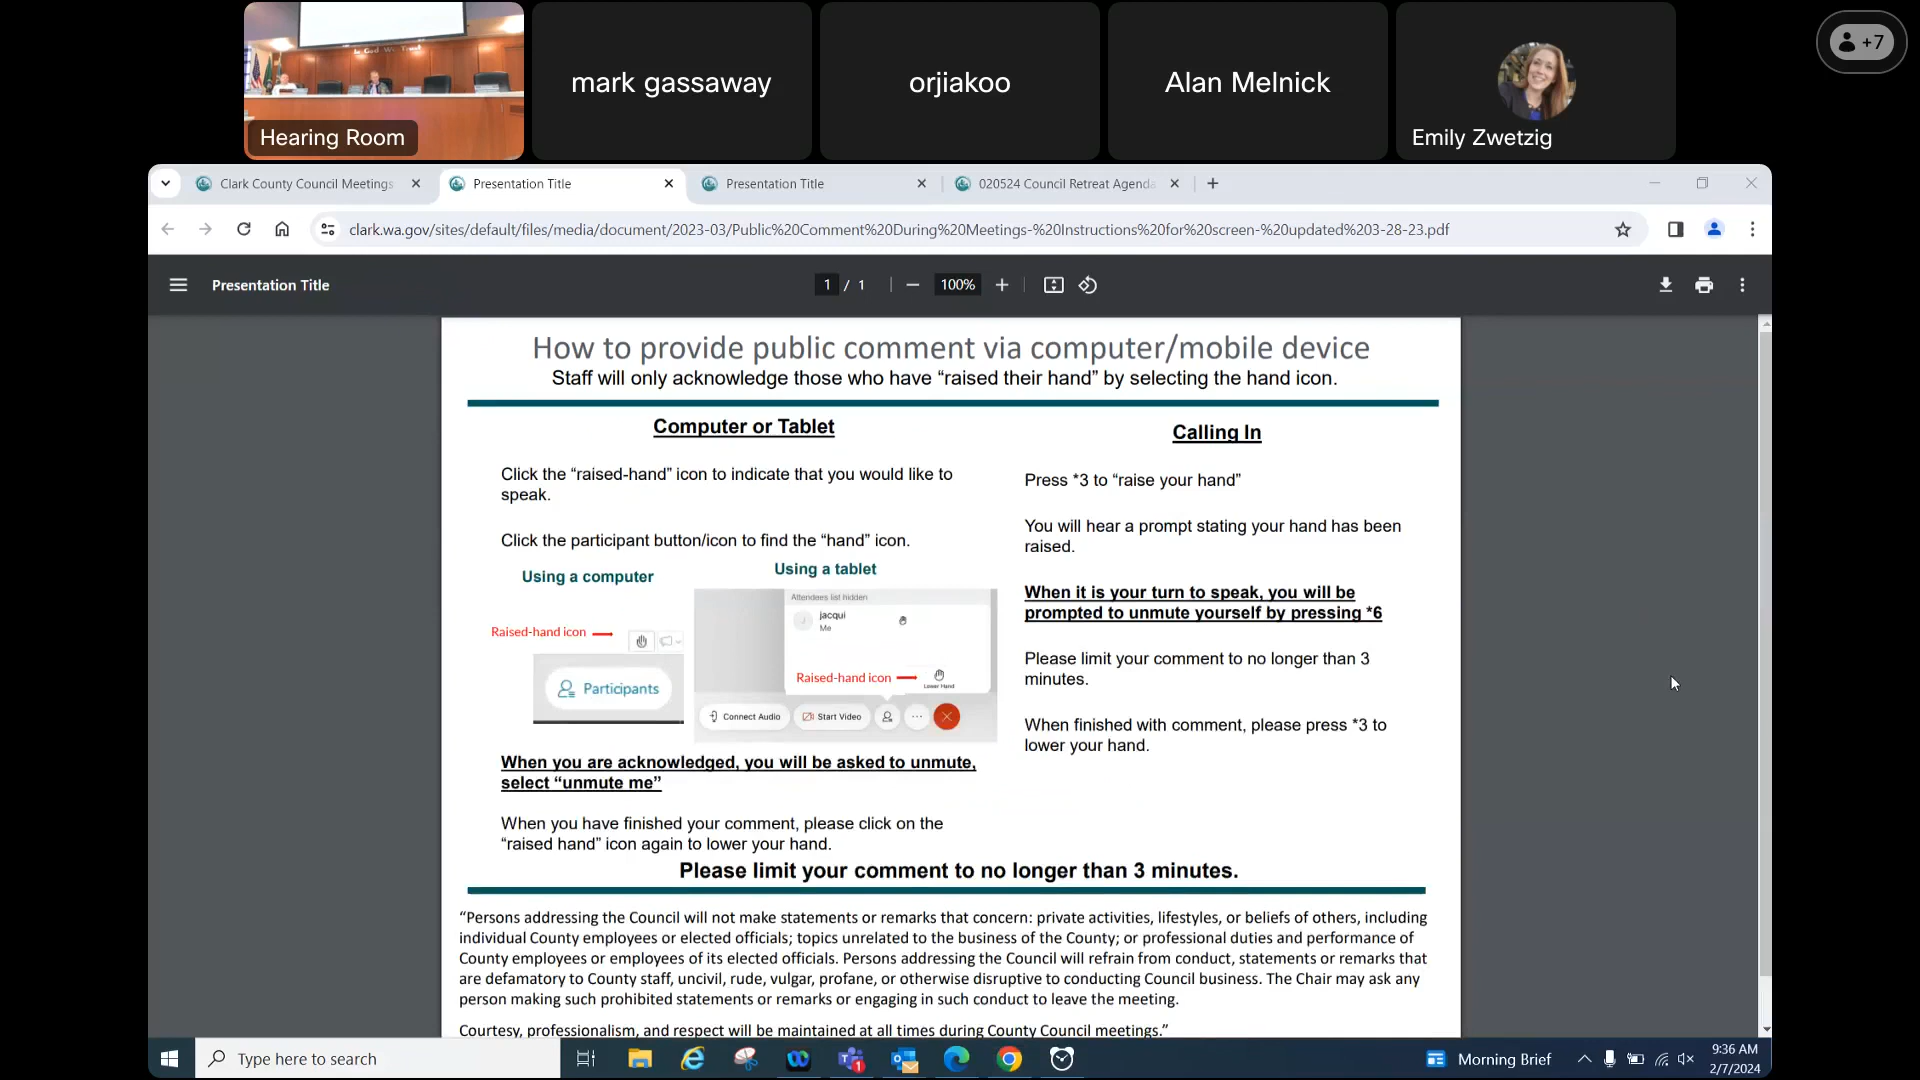 In God We Trust
Hearing Room
mark gassaway
orjiakoo
Alan Melnick
Emily Zwetzig
+7
Clark County Council Meetings
Presentation Title
Presentation Title
020524 Council Retreat Agenda
clark.wa.gov/sites/default/files/media/document/2023-03/Public%20Comment%20During%20Meetings-%20Instructions%20for%20screen-%20updated%203-28-23.pdf
Presentation Title
1 / 1
100%
How to provide public comment via computer/mobile device
Staff will only acknowledge those who have “raised their hand” by selecting the hand icon.
Computer or Tablet
Click the “raised-hand” icon to indicate that you would like to
speak.
Click the participant button/icon to find the “hand” icon.
Using a computer
Using a tablet
Raised-hand icon
Participants
Attendees list hidden
J
jacqui
Me
Raised-hand icon
Lower Hand
Connect Audio
Start Video
When you are acknowledged, you will be asked to unmute,
select “unmute me”
When you have finished your comment, please click on the
“raised hand” icon again to lower your hand.
Calling In
Press *3 to “raise your hand”
You will hear a prompt stating your hand has been
raised.
When it is your turn to speak, you will be
prompted to unmute yourself by pressing *6
Please limit your comment to no longer than 3
minutes.
When finished with comment, please press *3 to
lower your hand.
Please limit your comment to no longer than 3 minutes.
“Persons addressing the Council will not make statements or remarks that concern: private activities, lifestyles, or beliefs of others, including
individual County employees or elected officials; topics unrelated to the business of the County; or professional duties and performance of
County employees or employees of its elected officials. Persons addressing the Council will refrain from conduct, statements or remarks that
are defamatory to County staff, uncivil, rude, vulgar, profane, or otherwise disruptive to conducting Council business. The Chair may ask any
person making such prohibited statements or remarks or engaging in such conduct to leave the meeting.
Courtesy, professionalism, and respect will be maintained at all times during County Council meetings.”
Type here to search
1
Morning Brief
9:36 AM
2/7/2024